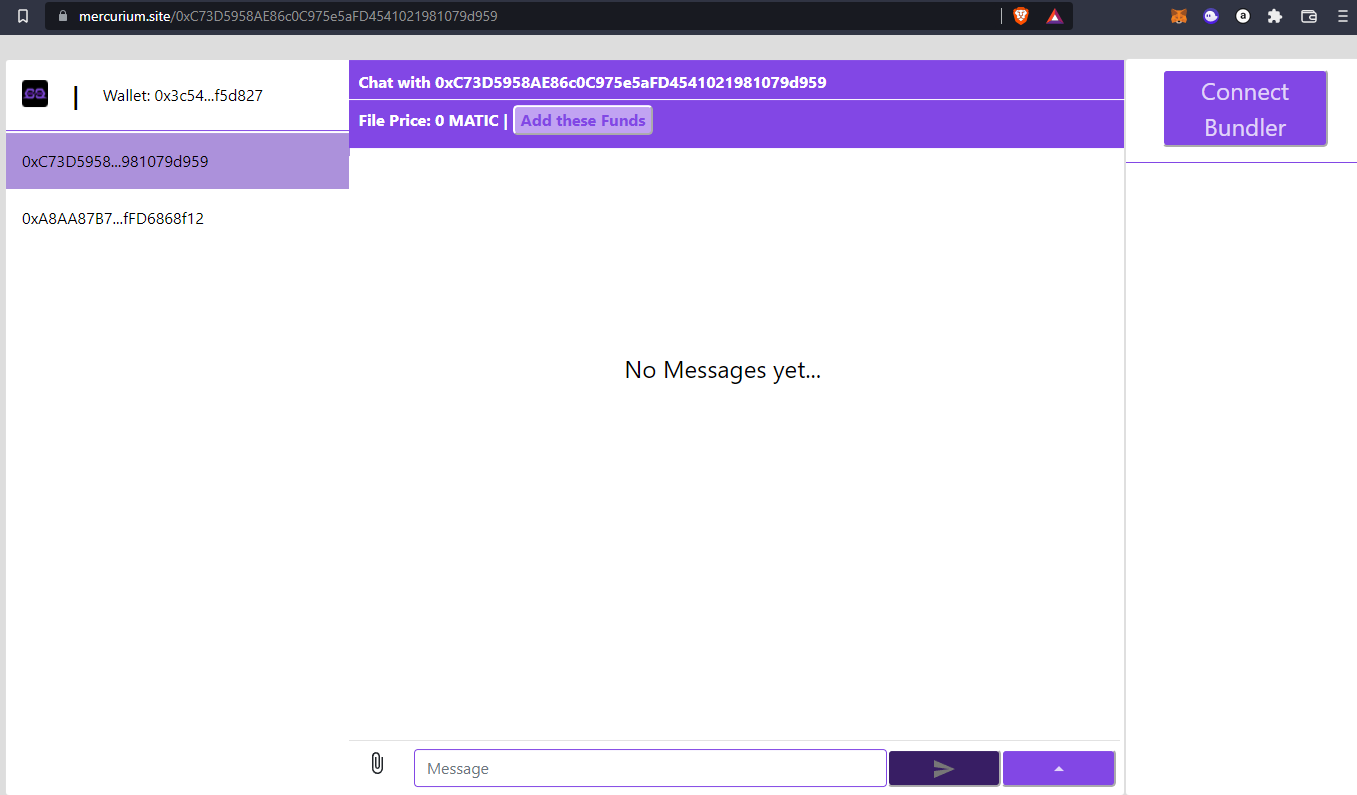 mercurium.site/0xC73D5958AE86c0C975e5aFD4541021981079d959
Wallet: 0x3c54...f5d827
0xC73D5958...981079d959
0xA8AA87B7...fFD6868f12
Chat with 0xC73D5958AE86c0C975e5aFD4541021981079d959
File Price: 0 MATIC | Add these Funds
No Messages yet...
Message
Connect
Bundler